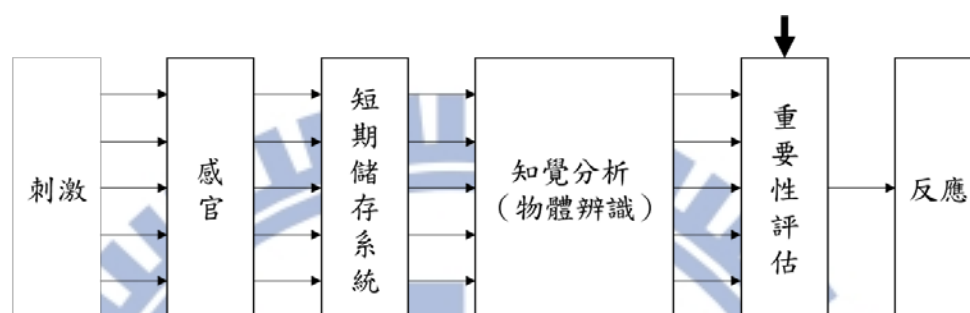 刺激
感官
短期儲存系統
知覺分析
（物體辨識）
重要性評估
反應